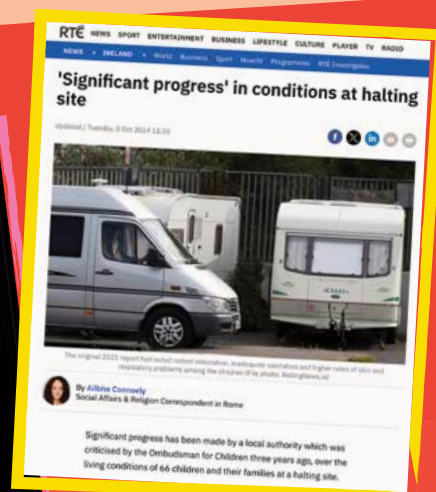 RTÉ NEWS SPORT ENTERTAINMENT BUSINESS LIFESTYLE CULTURE PLAYER TV RADIO
NEWS IRELAND World Business Sport Nuacht Programmes RTÉ Investigates
'Significant progress' in conditions at halting
site
Updated / Tuesday, 8 Oct 2024
The original 2021 report had noted rodent infestation, inadequate sanitation and higher rates of skin and
respiratory problems among the children (File photo: RollingNews.ie)
By Ailbhe Conneely
Social Affairs & Religion Correspondent in Rome
Significant progress has been made by a local authority which was
criticised by the Ombudsman for Children three years ago, over the
living conditions of 66 children and their families at a halting site.